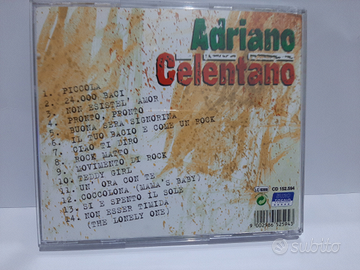 Adriano
Celentano
1. PICCOLA
2. 24.000 BACI
3. NON ESISTE L'AMOR
4. PRONTO, PRONTO
5. BUONA SERA SIGNORINA
6. IL TUO BACIO E COME UN ROCK
7. CIAO TI DIRO
8. ROCK MATTO
9. MOVIMENTO DI ROCK
10. TEDDY GIRL
11. UN' ORA CON TE
12. COCCOLONA (MAMA'S BABY)
13. SI E SPENTO IL SOLE
14. NON ESSER TIMIDA
(THE LONELY ONE)
CD 102.594
subito